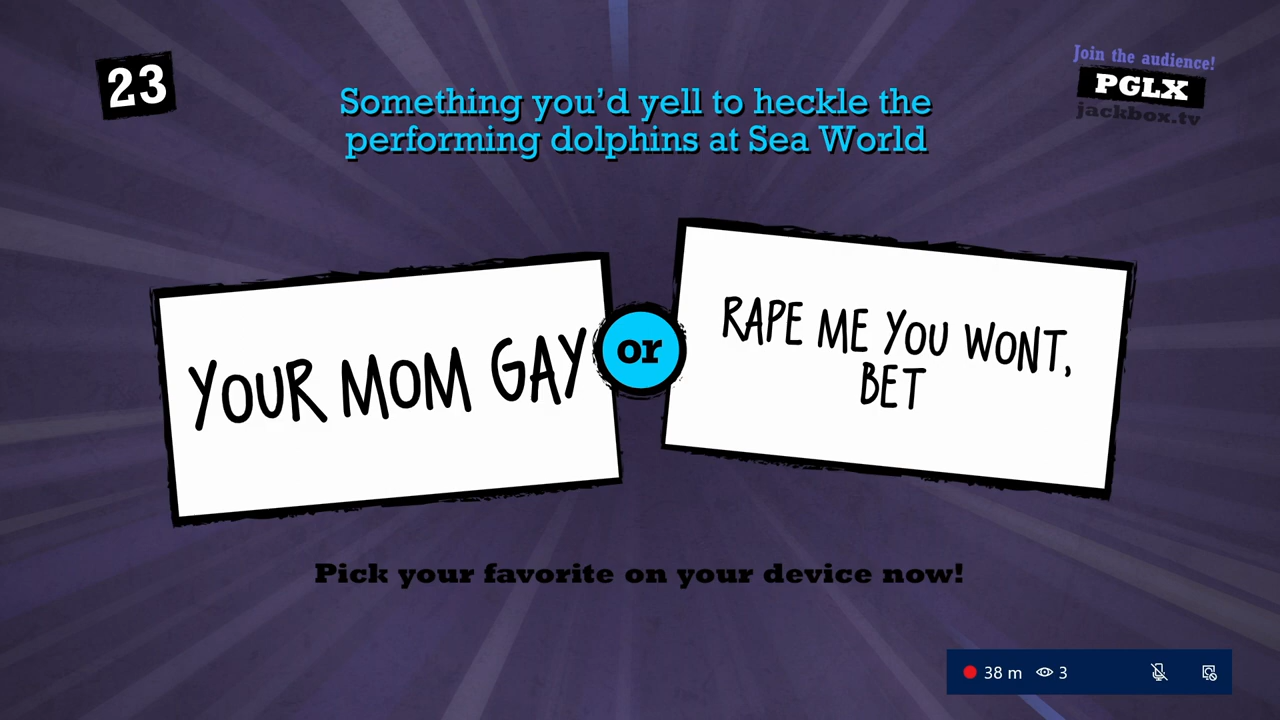 23
Something you'd yell to heckle the
performing dolphins at Sea World
Join the audience!
PGLX
jackbox.tv
YOUR MOM GAY
or
RAPE ME YOU WONT,
BET
Pick your favorite on your device now!
38 m 3